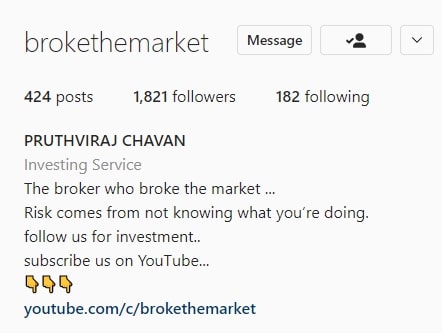 brokethemarket Message
424 posts 1,821 followers 182 following
PRUTHVIRAJ CHAVAN
Investing Service
The broker who broke the market ...
Risk comes from not knowing what you’re doing.
follow us for investment..
subscribe us on YouTube...
👇👇👇
youtube.com/c/brokethemarket